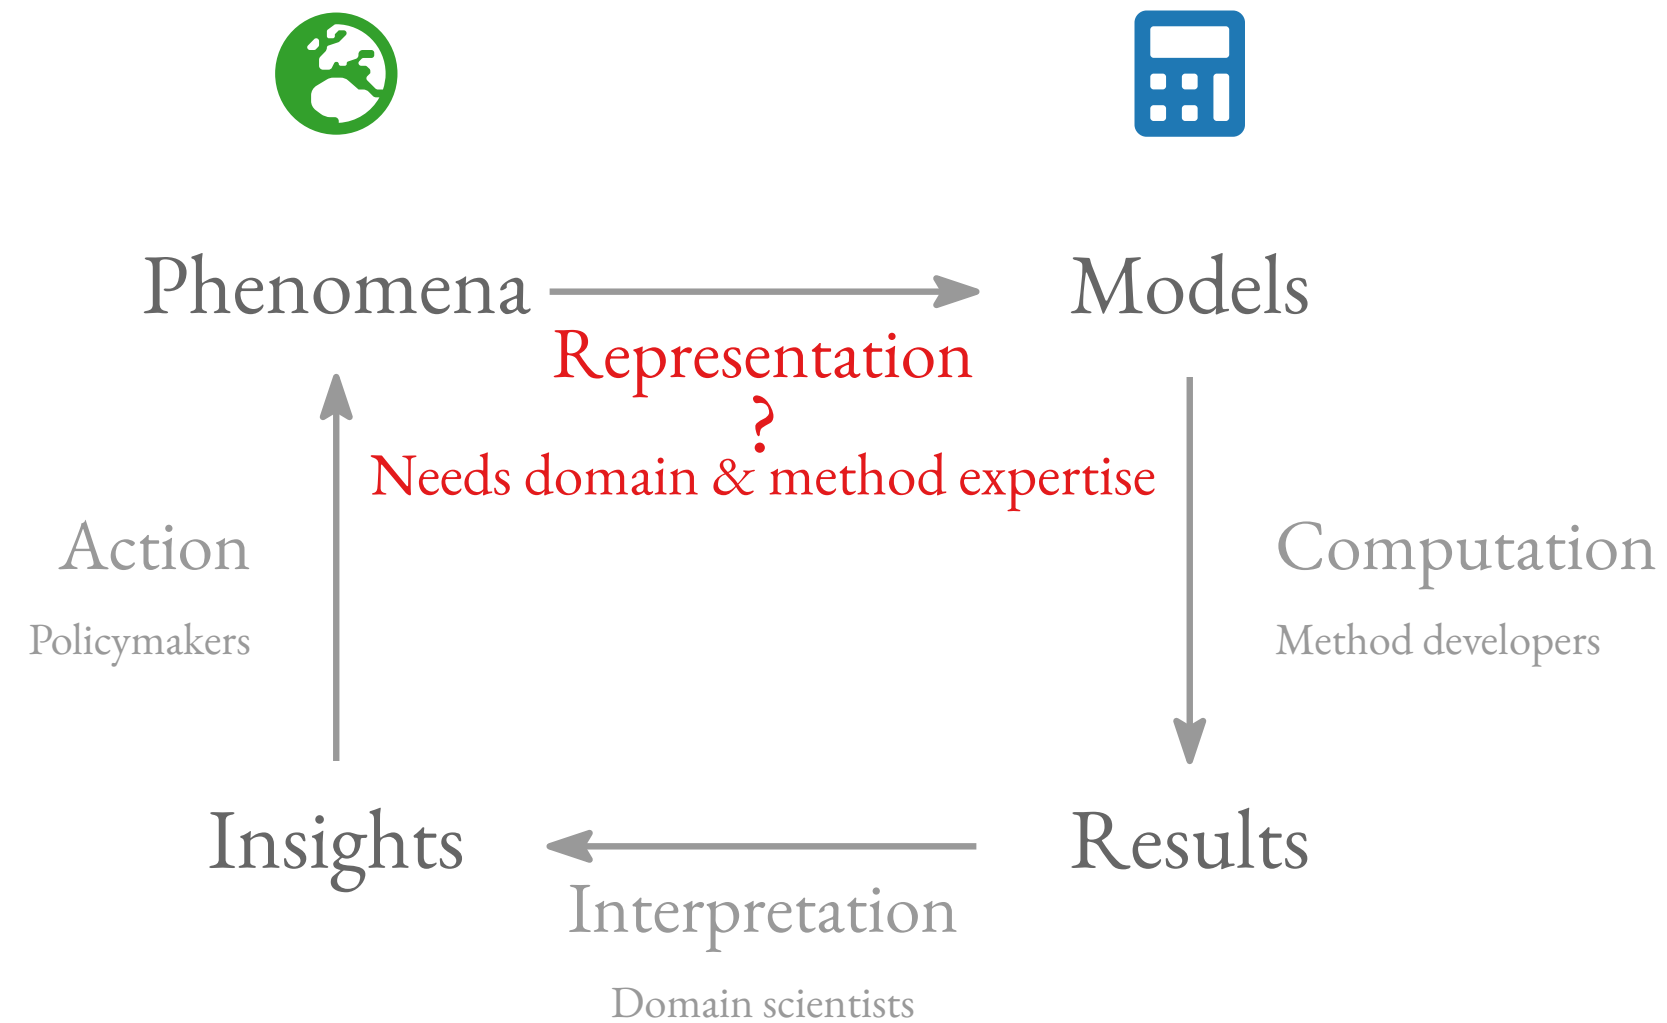 Phenomena
Models
Representation
?
Needs domain & method expertise
Action
Computation
Policymakers
Method developers
Insights
Results
Interpretation
Domain scientists